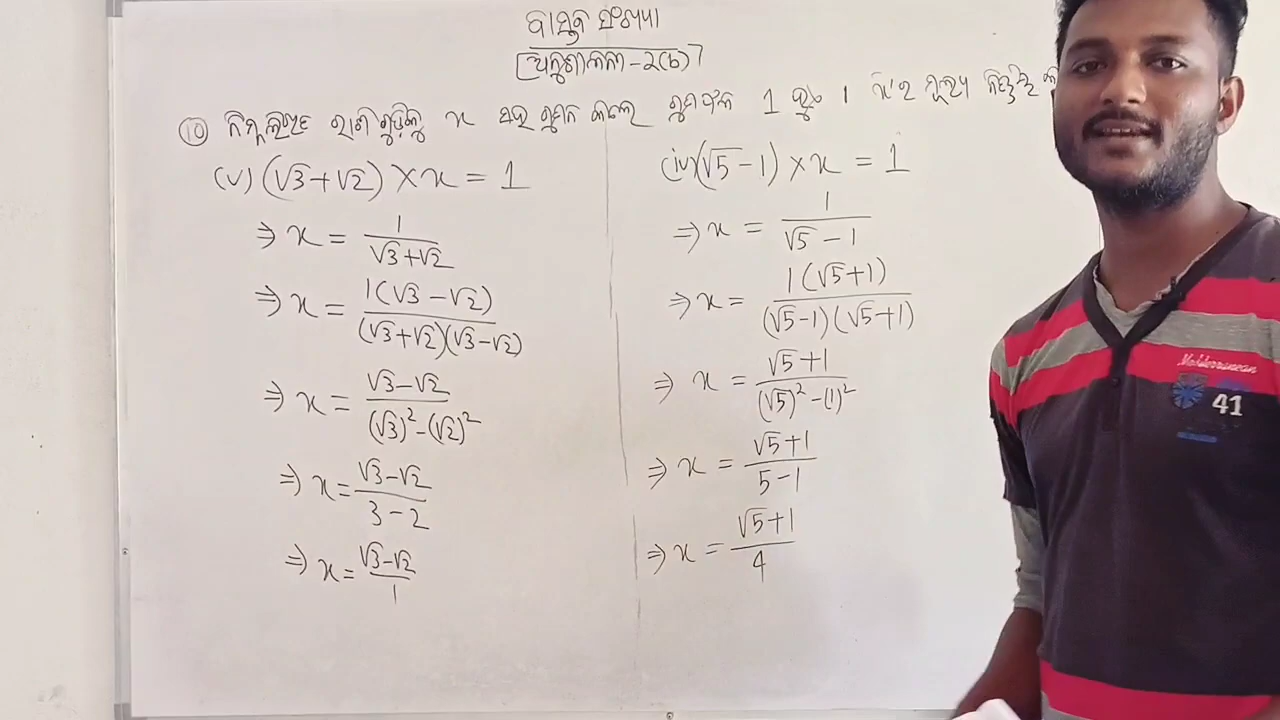 ବାସ୍ତବ ସଂଖ୍ୟା
[ଅନୁଶୀଳନୀ-୨(b)]
⑩ ନିମ୍ନଲିଖିତ ରାଶିଗୁଡ଼ିକୁ x ସହ ଗୁଣନ କଲେ ଗୁଣଫଳ 1 ହୁଏ । x'ର ମୂଲ୍ୟ
(v) (√3+√2) × x = 1
⇒ x = 1/(√3+√2)
⇒ x = 1(√3-√2)/(√3+√2)(√3-√2)
⇒ x = (√3-√2)/((√3)²-(√2)²)
⇒ x = (√3-√2)/(3-2)
⇒ x = (√3-√2)/1
(iv) (√5-1) × x = 1
⇒ x = 1/(√5-1)
⇒ x = 1(√5+1)/(√5-1)(√5+1)
⇒ x = (√5+1)/((√5)²-(1)²)
⇒ x = (√5+1)/(5-1)
⇒ x = (√5+1)/4
Mediterranean
41